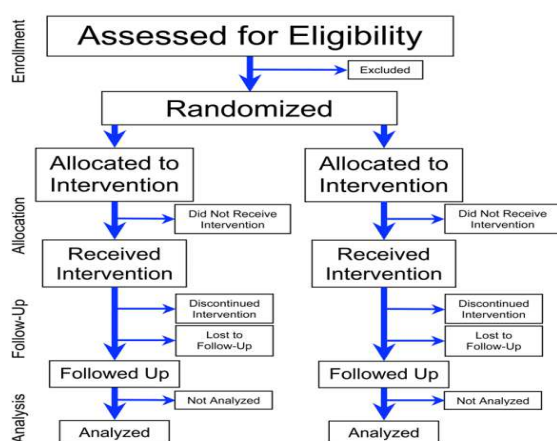 Enrollment
Assessed for Eligibility
Excluded
Randomized
Allocated to
Intervention
Allocated to
Intervention
Allocation
Did Not Receive
Intervention
Did Not Receive
Intervention
Received
Intervention
Received
Intervention
Follow-Up
Discontinued
Intervention
Discontinued
Intervention
Lost to
Follow-Up
Lost to
Follow-Up
Followed Up
Followed Up
Analysis
Not Analyzed
Not Analyzed
Analyzed
Analyzed